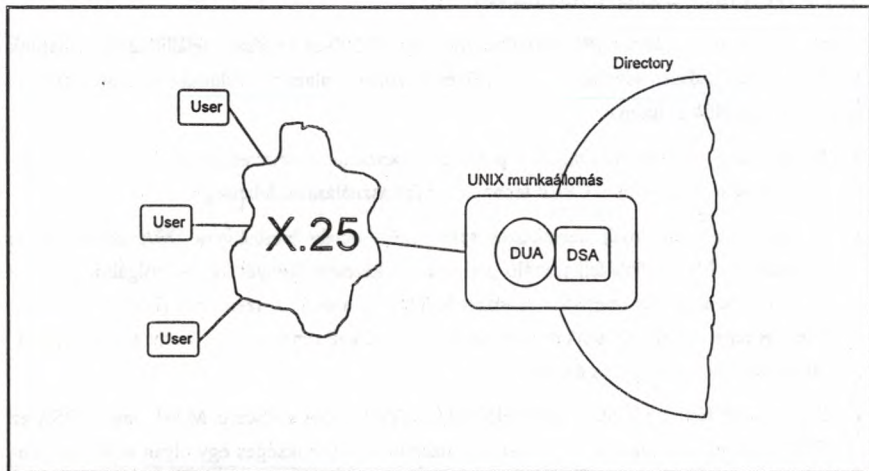 Directory
User
UNIX munkaállomás
User
X.25
DUA
DSA
User